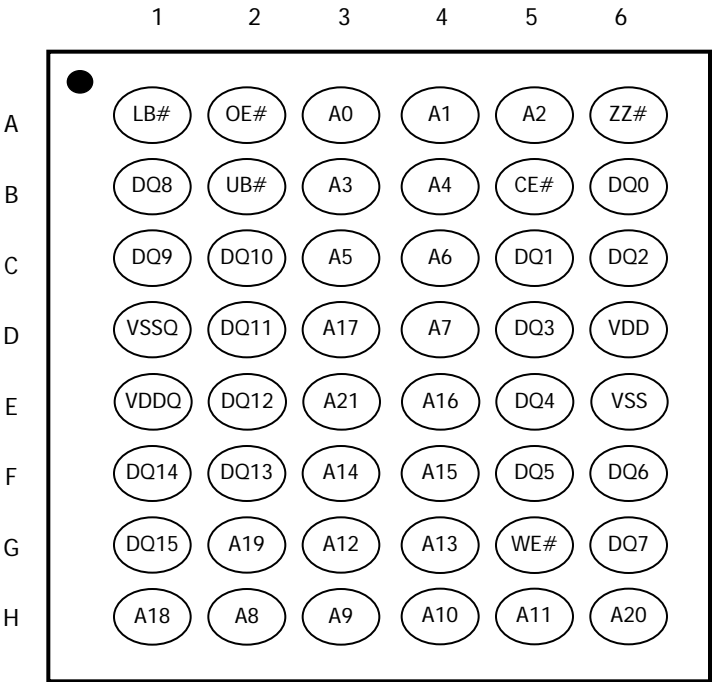 1 2 3 4 5 6
A LB# OE# A0 A1 A2 ZZ#
B DQ8 UB# A3 A4 CE# DQ0
C DQ9 DQ10 A5 A6 DQ1 DQ2
D VSSQ DQ11 A17 A7 DQ3 VDD
E VDDQ DQ12 A21 A16 DQ4 VSS
F DQ14 DQ13 A14 A15 DQ5 DQ6
G DQ15 A19 A12 A13 WE# DQ7
H A18 A8 A9 A10 A11 A20